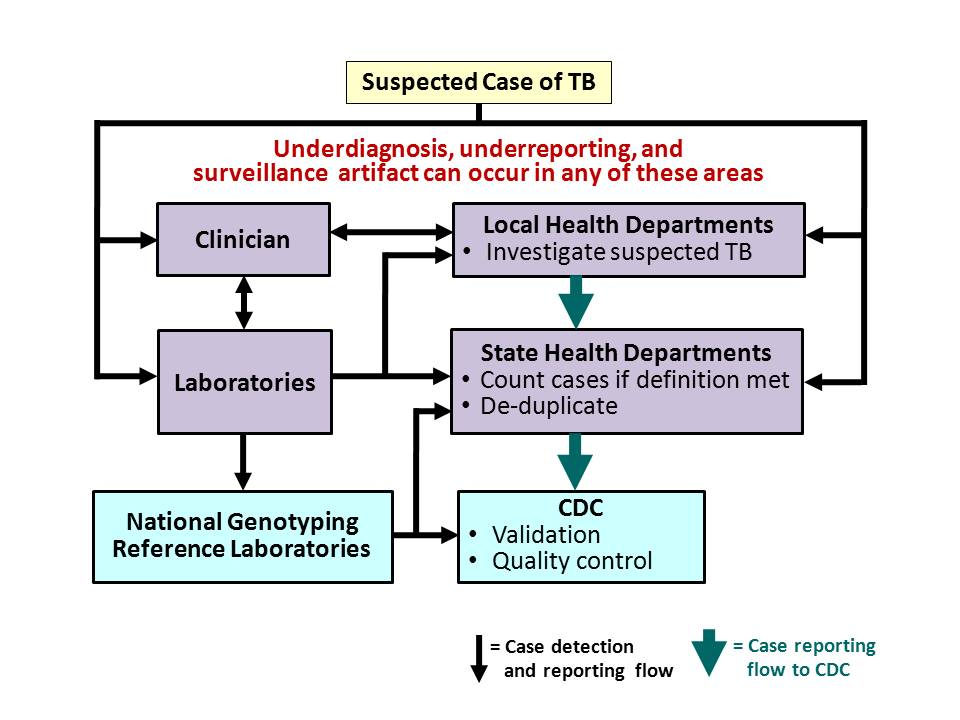 Suspected Case of TB
Underdiagnosis, underreporting, and
surveillance artifact can occur in any of these areas
Clinician
Local Health Departments
• Investigate suspected TB
Laboratories
State Health Departments
• Count cases if definition met
• De-duplicate
National Genotyping
Reference Laboratories
CDC
• Validation
• Quality control
= Case detection
and reporting flow
= Case reporting
flow to CDC